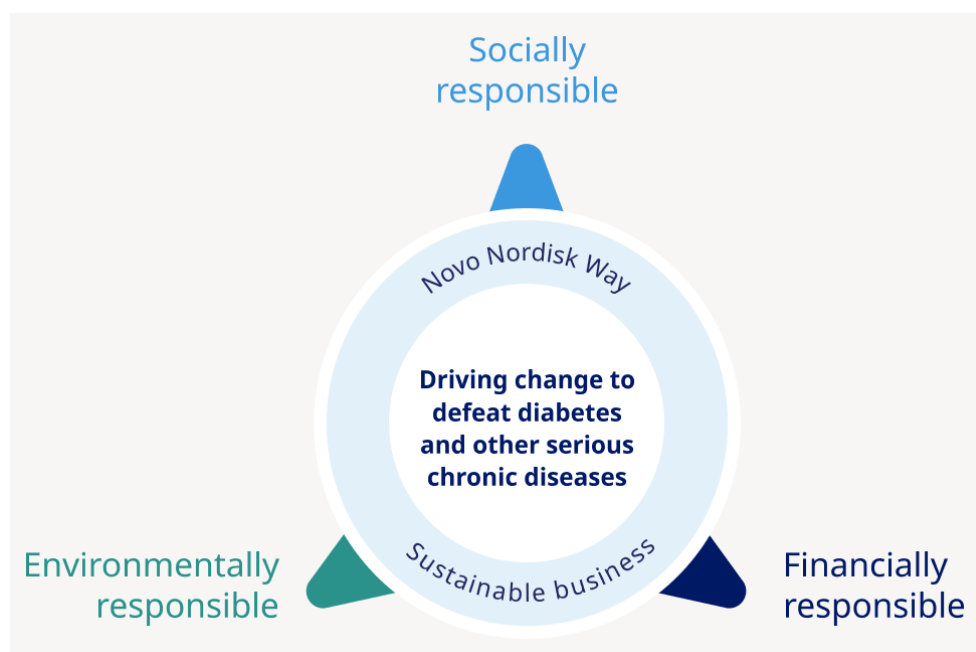 Socially
responsible
Novo Nordisk Way
Driving change to
defeat diabetes
and other serious
chronic diseases
Sustainable business
Environmentally
responsible
Financially
responsible